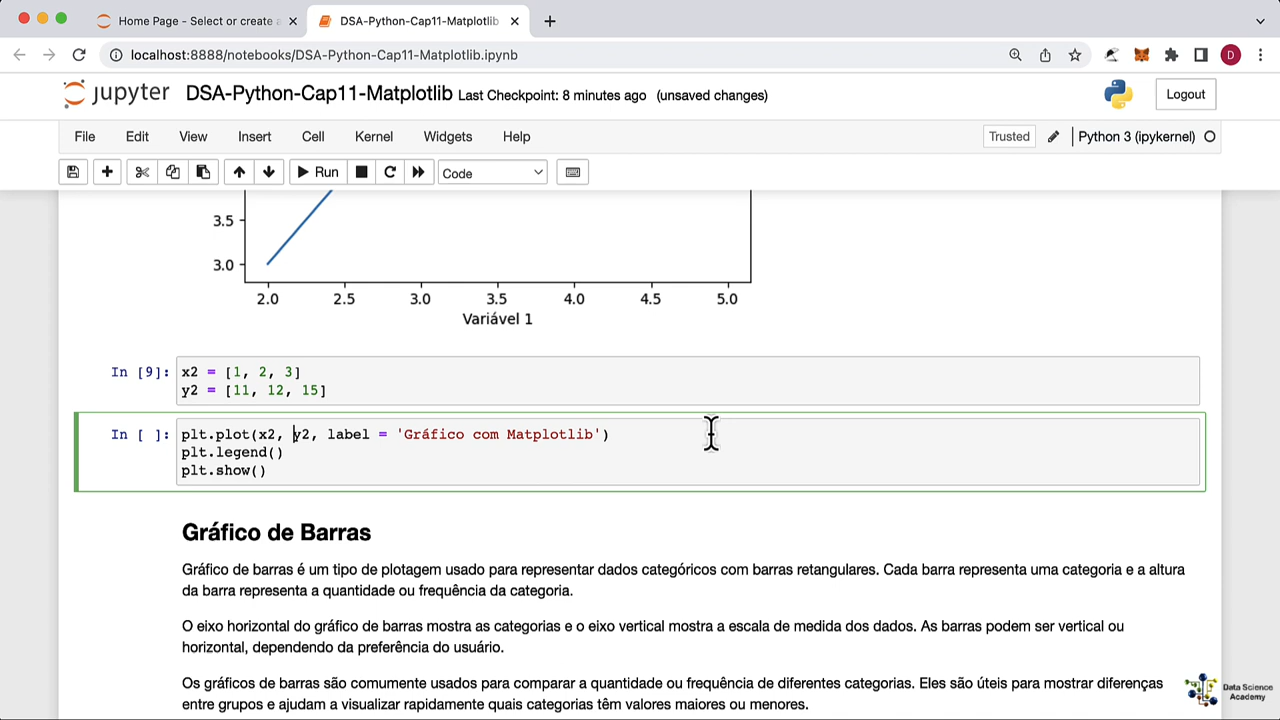 Home Page - Select or create a
DSA-Python-Cap11-Matplotlib
localhost:8888/notebooks/DSA-Python-Cap11-Matplotlib.ipynb
D
jupyter DSA-Python-Cap11-Matplotlib Last Checkpoint: 8 minutes ago (unsaved changes)
Logout
File Edit View Insert Cell Kernel Widgets Help
Trusted
Python 3 (ipykernel)
Run
Code
3.5
3.0
2.0 2.5 3.0 3.5 4.0 4.5 5.0
Variável 1
In [9]: x2 = [1, 2, 3]
y2 = [11, 12, 15]
In [ ]: plt.plot(x2, y2, label = 'Gráfico com Matplotlib')
plt.legend()
plt.show()
Gráfico de Barras
Gráfico de barras é um tipo de plotagem usado para representar dados categóricos com barras retangulares. Cada barra representa uma categoria e a altura
da barra representa a quantidade ou frequência da categoria.
O eixo horizontal do gráfico de barras mostra as categorias e o eixo vertical mostra a escala de medida dos dados. As barras podem ser vertical ou
horizontal, dependendo da preferência do usuário.
Os gráficos de barras são comumente usados para comparar a quantidade ou frequência de diferentes categorias. Eles são úteis para mostrar diferenças
entre grupos e ajudam a visualizar rapidamente quais categorias têm valores maiores ou menores.
Data Science
Academy